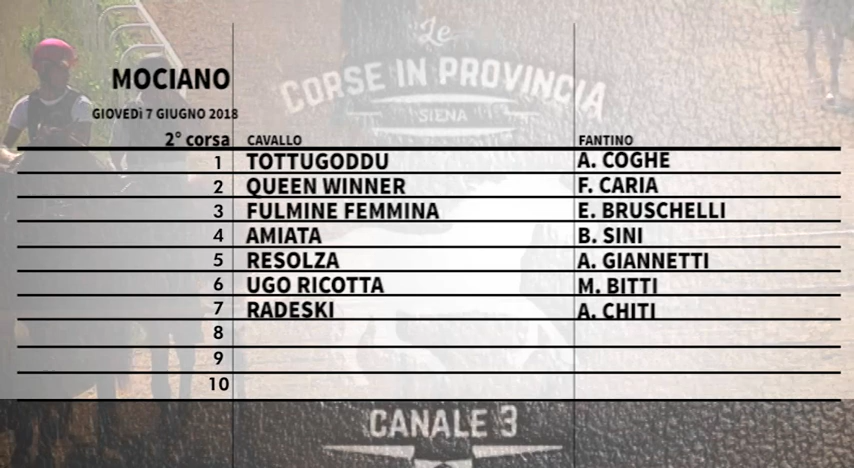 Le
CORSE IN PROVINCIA
SIENA
MOCIANO
GIOVEDì 7 GIUGNO 2018
2° corsa CAVALLO FANTINO
1 TOTTUGODDU A. COGHE
2 QUEEN WINNER F. CARIA
3 FULMINE FEMMINA E. BRUSCHELLI
4 AMIATA B. SINI
5 RESOLZA A. GIANNETTI
6 UGO RICOTTA M. BITTI
7 RADESKI A. CHITI
8
9
10
CANALE 3